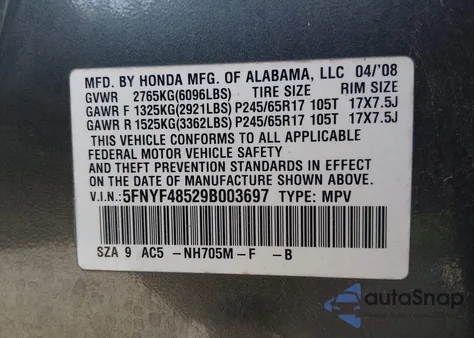 MFD. BY HONDA MFG. OF ALABAMA, LLC 04/'08
GVWR 2765KG(6096LBS) TIRE SIZE RIM SIZE
GAWR F 1325KG(2921LBS) P245/65R17 105T 17X7.5J
GAWR R 1525KG(3362LBS) P245/65R17 105T 17X7.5J
THIS VEHICLE CONFORMS TO ALL APPLICABLE
FEDERAL MOTOR VEHICLE SAFETY
AND THEFT PREVENTION STANDARDS IN EFFECT
ON THE DATE OF MANUFACTURE SHOWN ABOVE.
V.I.N.: 5FNYF48529B003697 TYPE: MPV
SZA 9 AC5 -NH705M-F -B
autoSnap